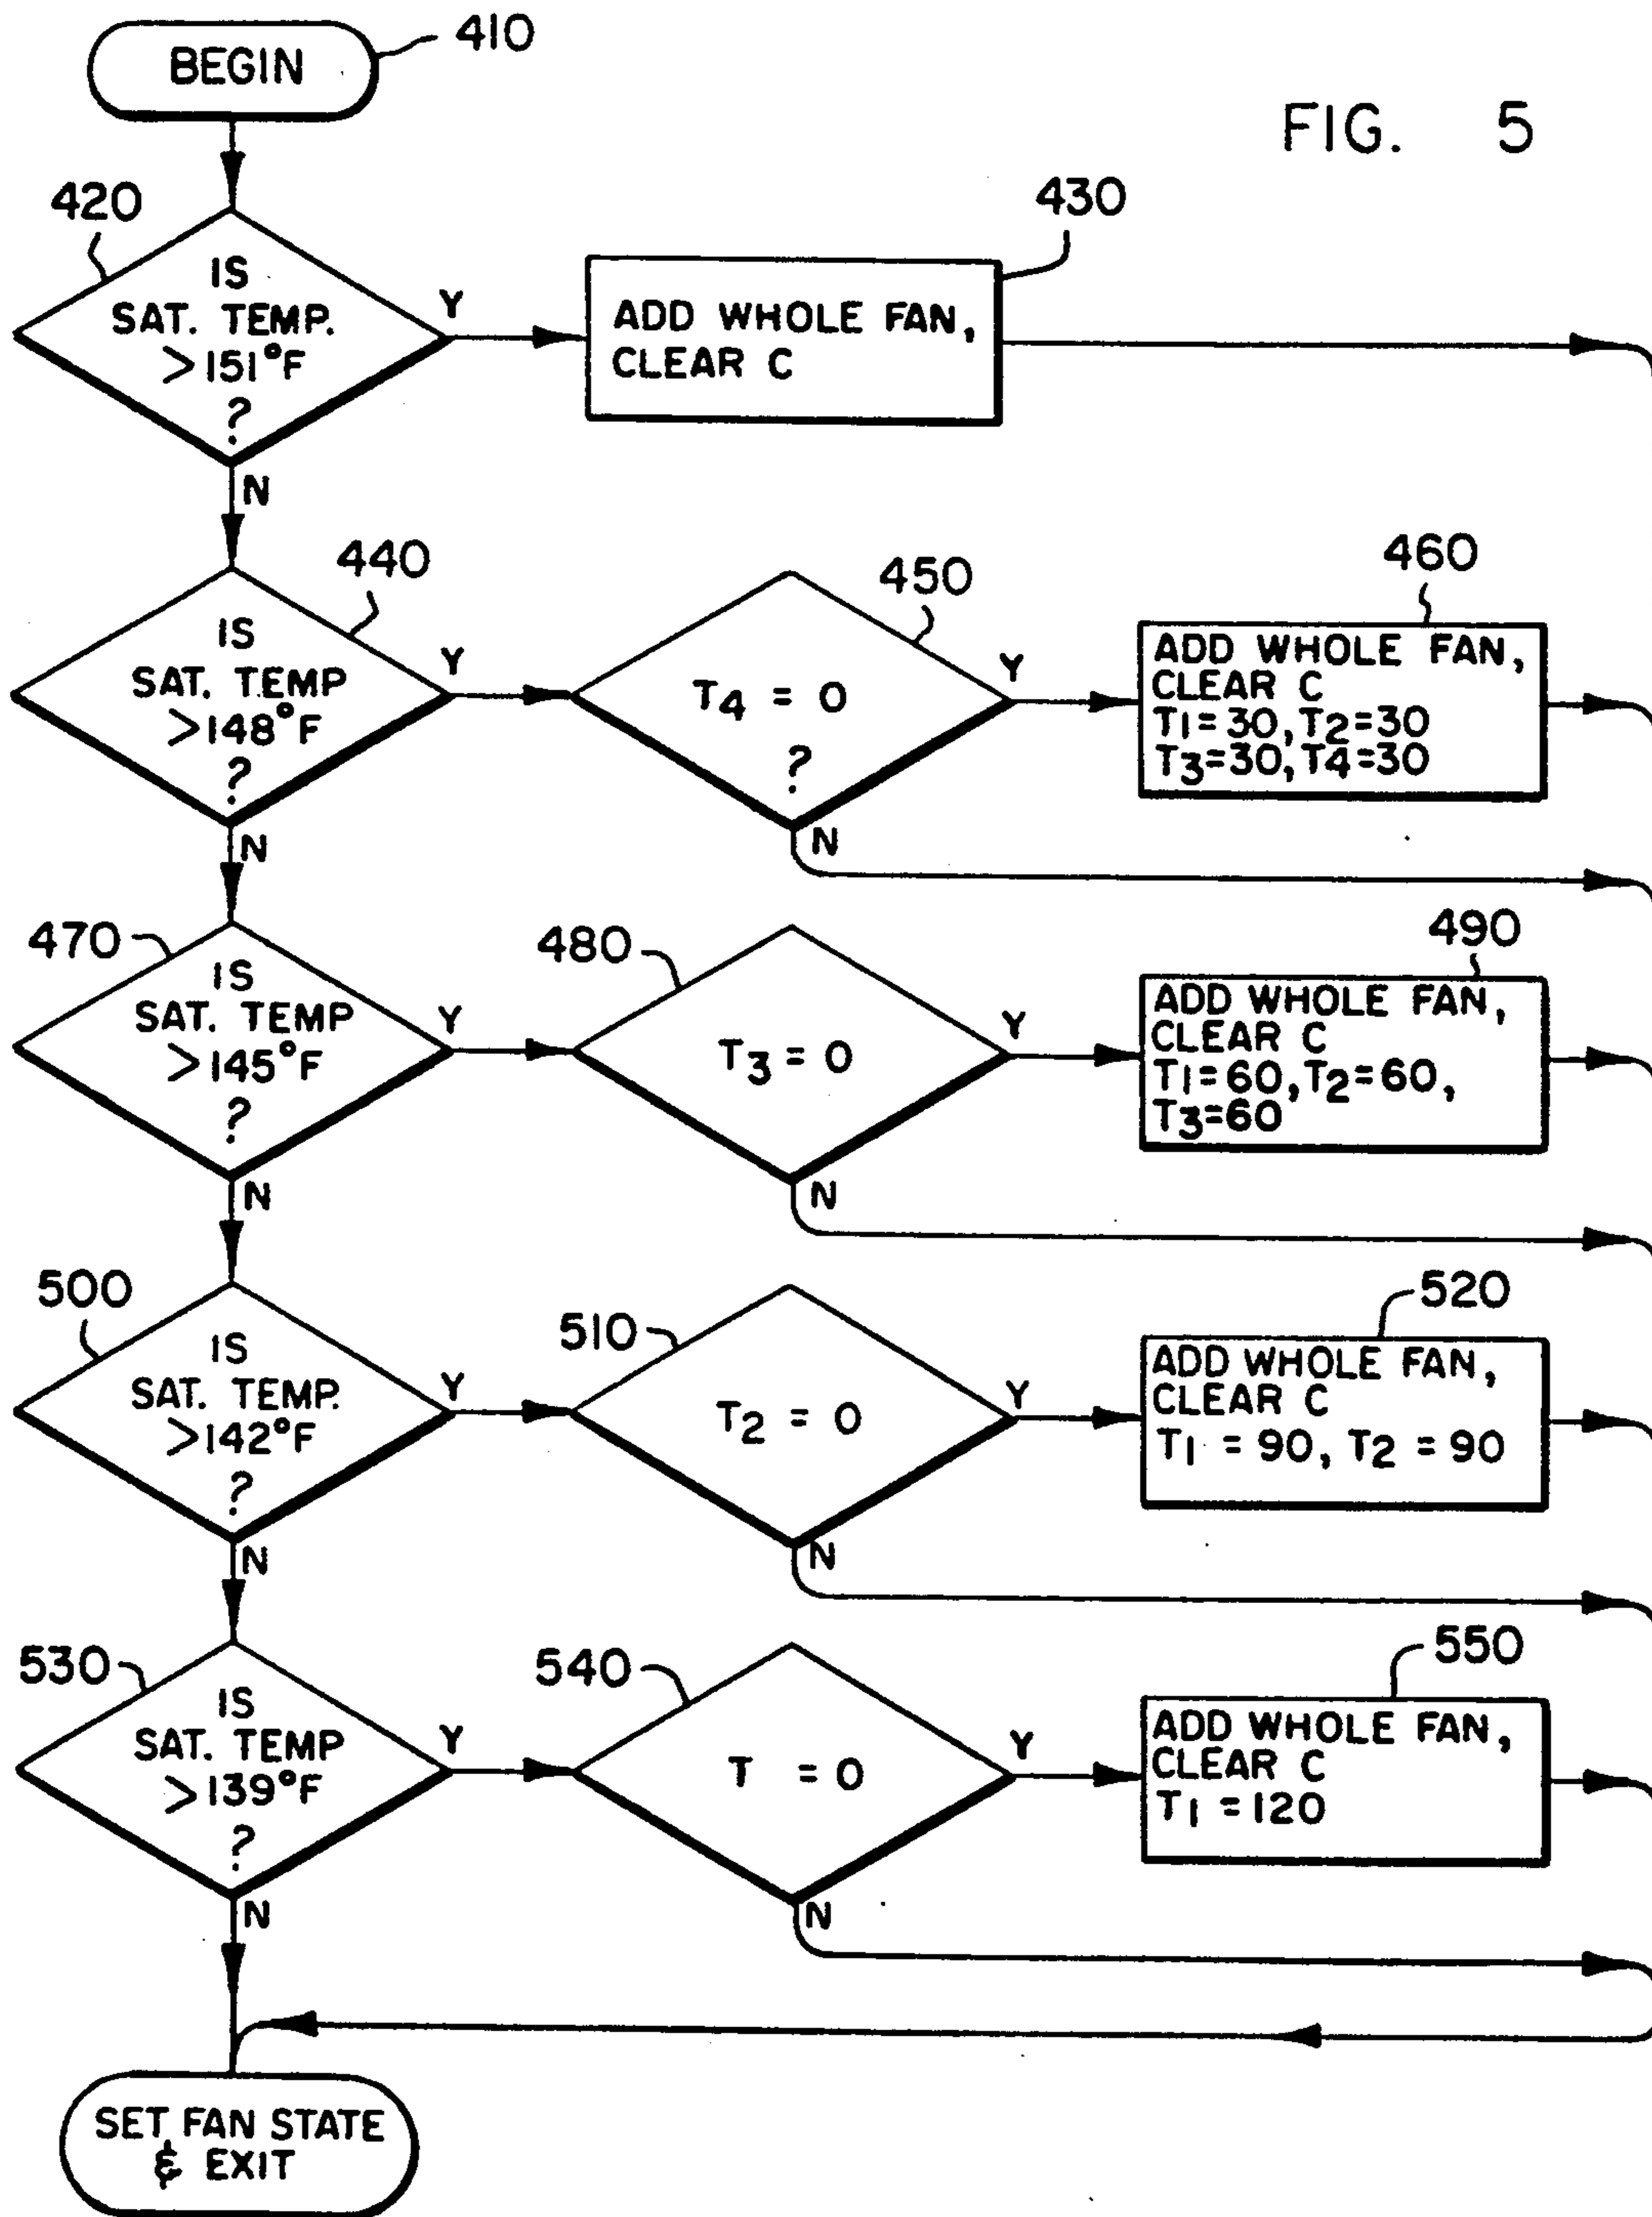 BEGIN
410
FIG. 5
420
IS
SAT. TEMP.
>151°F
?
Y
430
ADD WHOLE FAN,
CLEAR C
N
440
IS
SAT. TEMP
>148°F
?
Y
450
T4 = 0
?
Y
460
ADD WHOLE FAN,
CLEAR C
T1=30, T2=30
T3=30, T4=30
N
N
470
IS
SAT. TEMP
>145°F
?
Y
480
T3 = 0
Y
490
ADD WHOLE FAN,
CLEAR C
T1=60, T2=60,
T3=60
N
N
500
IS
SAT. TEMP.
>142°F
?
Y
510
T2 = 0
Y
520
ADD WHOLE FAN,
CLEAR C
T1 = 90, T2 = 90
N
N
530
IS
SAT. TEMP
>139°F
?
Y
540
T = 0
Y
550
ADD WHOLE FAN,
CLEAR C
T1 = 120
N
N
SET FAN STATE
& EXIT